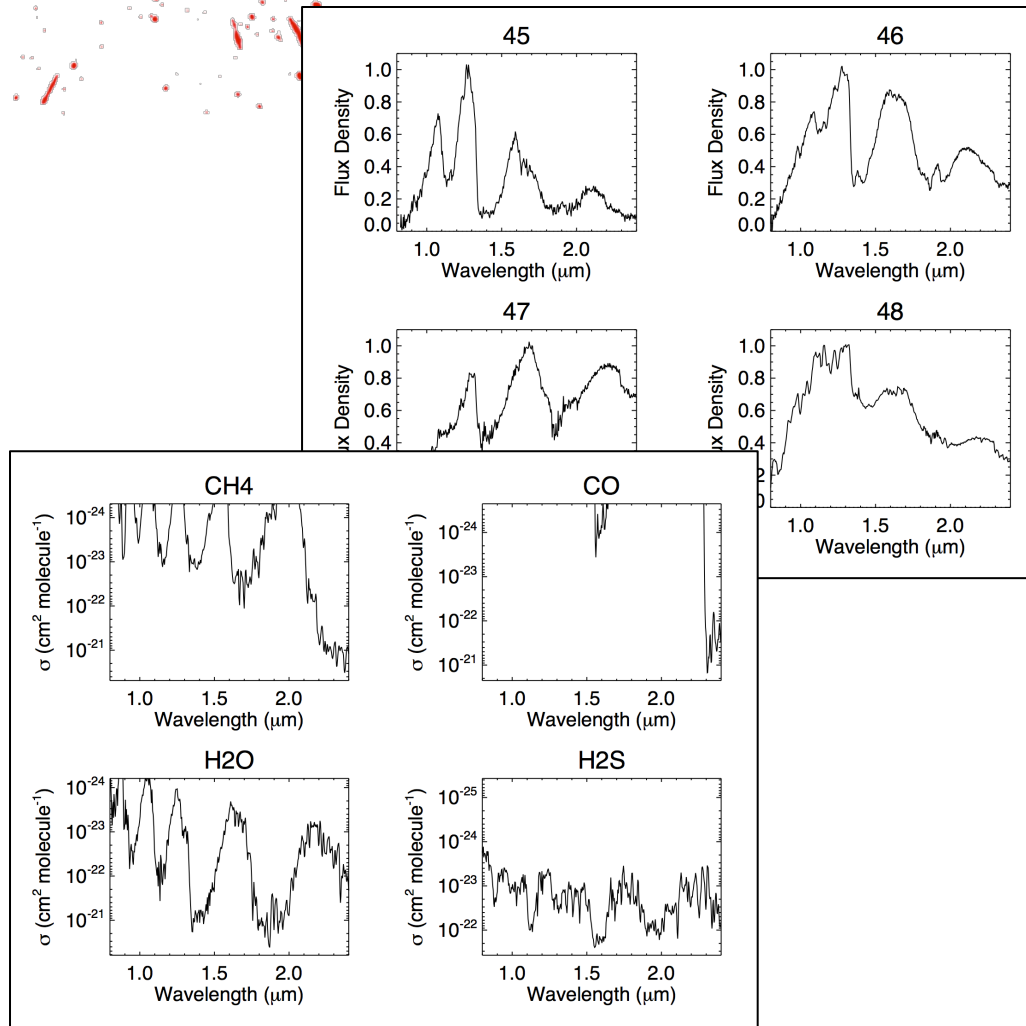 45
46
1.0
0.8
0.6
0.4
0.2
0.0
Flux Density
1.0 1.5 2.0
Wavelength (μm)
1.0
0.8
0.6
0.4
0.2
0.0
Flux Density
1.0 1.5 2.0
Wavelength (μm)
47
48
1.0
0.8
0.6
0.4
ux Density
1.0
0.8
0.6
0.4
2
0
ux Density
1.0 1.5 2.0
Wavelength (μm)
CH4
CO
10-24
10-23
10-22
10-21
σ (cm2 molecule-1)
1.0 1.5 2.0
Wavelength (μm)
10-24
10-23
10-22
10-21
σ (cm2 molecule-1)
1.0 1.5 2.0
Wavelength (μm)
H2O
H2S
10-24
10-23
10-22
10-21
σ (cm2 molecule-1)
1.0 1.5 2.0
Wavelength (μm)
10-25
10-24
10-23
10-22
σ (cm2 molecule-1)
1.0 1.5 2.0
Wavelength (μm)